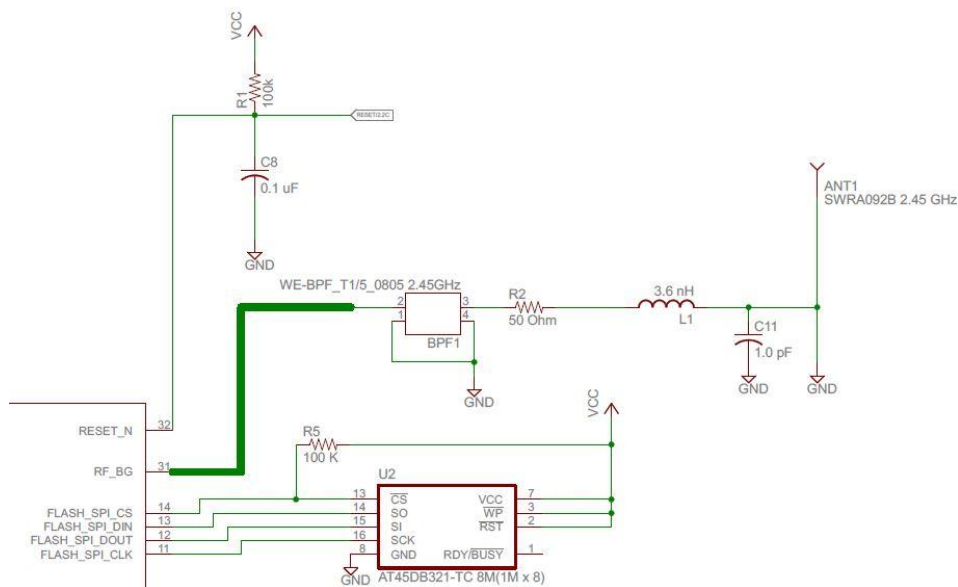 VCC
R1
100k
RESET/2.2C
C8
0.1 uF
GND
ANT1
SWRA092B 2.45 GHz
WE-BPF_T1/5_0805 2.45GHz
2
1
3
4
BPF1
R2
50 Ohm
3.6 nH
L1
C11
1.0 pF
GND
GND
GND
VCC
RESET_N
32
RF_BG
31
R5
100 K
U2
FLASH_SPI_CS
14
FLASH_SPI_DIN
13
FLASH_SPI_DOUT
12
FLASH_SPI_CLK
11
13
CS
VCC
7
14
SO
WP
3
15
SI
RST
2
16
SCK
8
GND
RDY/BUSY
1
GND
AT45DB321-TC 8M(1M x 8)